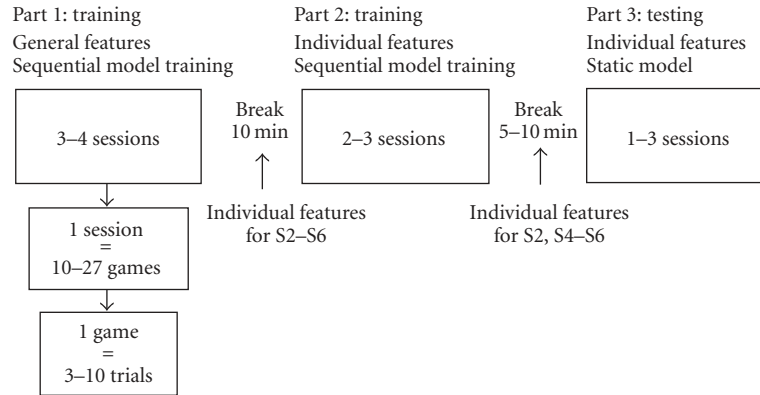 Part 1: training
General features
Sequential model training
Part 2: training
Individual features
Sequential model training
Part 3: testing
Individual features
Static model
3–4 sessions
Break
10 min
2–3 sessions
Break
5–10 min
1–3 sessions
Individual features
for S2–S6
Individual features
for S2, S4–S6
1 session
=
10–27 games
1 game
=
3–10 trials